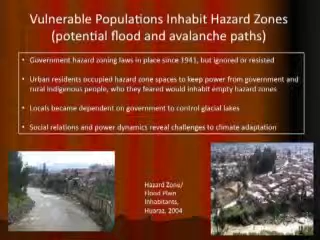 Vulnerable Populations Inhabit Hazard Zones
(potential flood and avalanche paths)
• Government hazard zoning laws in place since 1941, but ignored or resisted
• Urban residents occupied hazard zone spaces to keep power from government and
rural indigenous people, who they feared would inhabit empty hazard zones
• Locals became dependent on government to control glacial lakes
• Social relations and power dynamics reveal challenges to climate adaptation
Hazard Zone/
Flood Plain
Inhabitants,
Huaraz, 2004